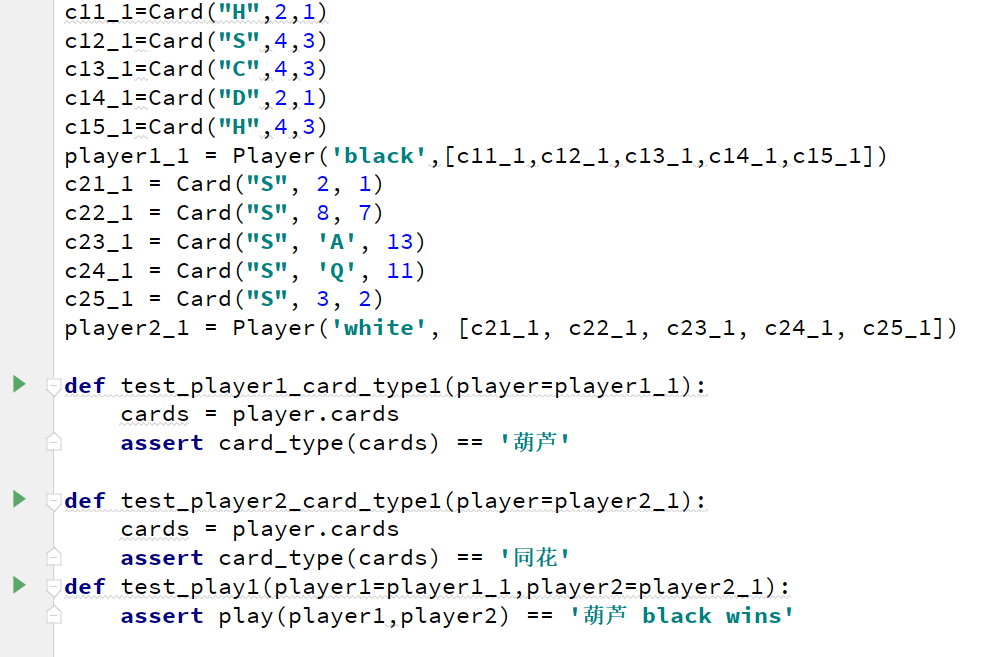 c11_1=Card("H",2,1)
c12_1=Card("S",4,3)
c13_1=Card("C",4,3)
c14_1=Card("D",2,1)
c15_1=Card("H",4,3)
player1_1 = Player('black',[c11_1,c12_1,c13_1,c14_1,c15_1])
c21_1 = Card("S", 2, 1)
c22_1 = Card("S", 8, 7)
c23_1 = Card("S", 'A', 13)
c24_1 = Card("S", 'Q', 11)
c25_1 = Card("S", 3, 2)
player2_1 = Player('white', [c21_1, c22_1, c23_1, c24_1, c25_1])
def test_player1_card_type1(player=player1_1):
    cards = player.cards
    assert card_type(cards) == '葫芦'
def test_player2_card_type1(player=player2_1):
    cards = player.cards
    assert card_type(cards) == '同花'
def test_play1(player1=player1_1,player2=player2_1):
    assert play(player1,player2) == '葫芦 black wins'